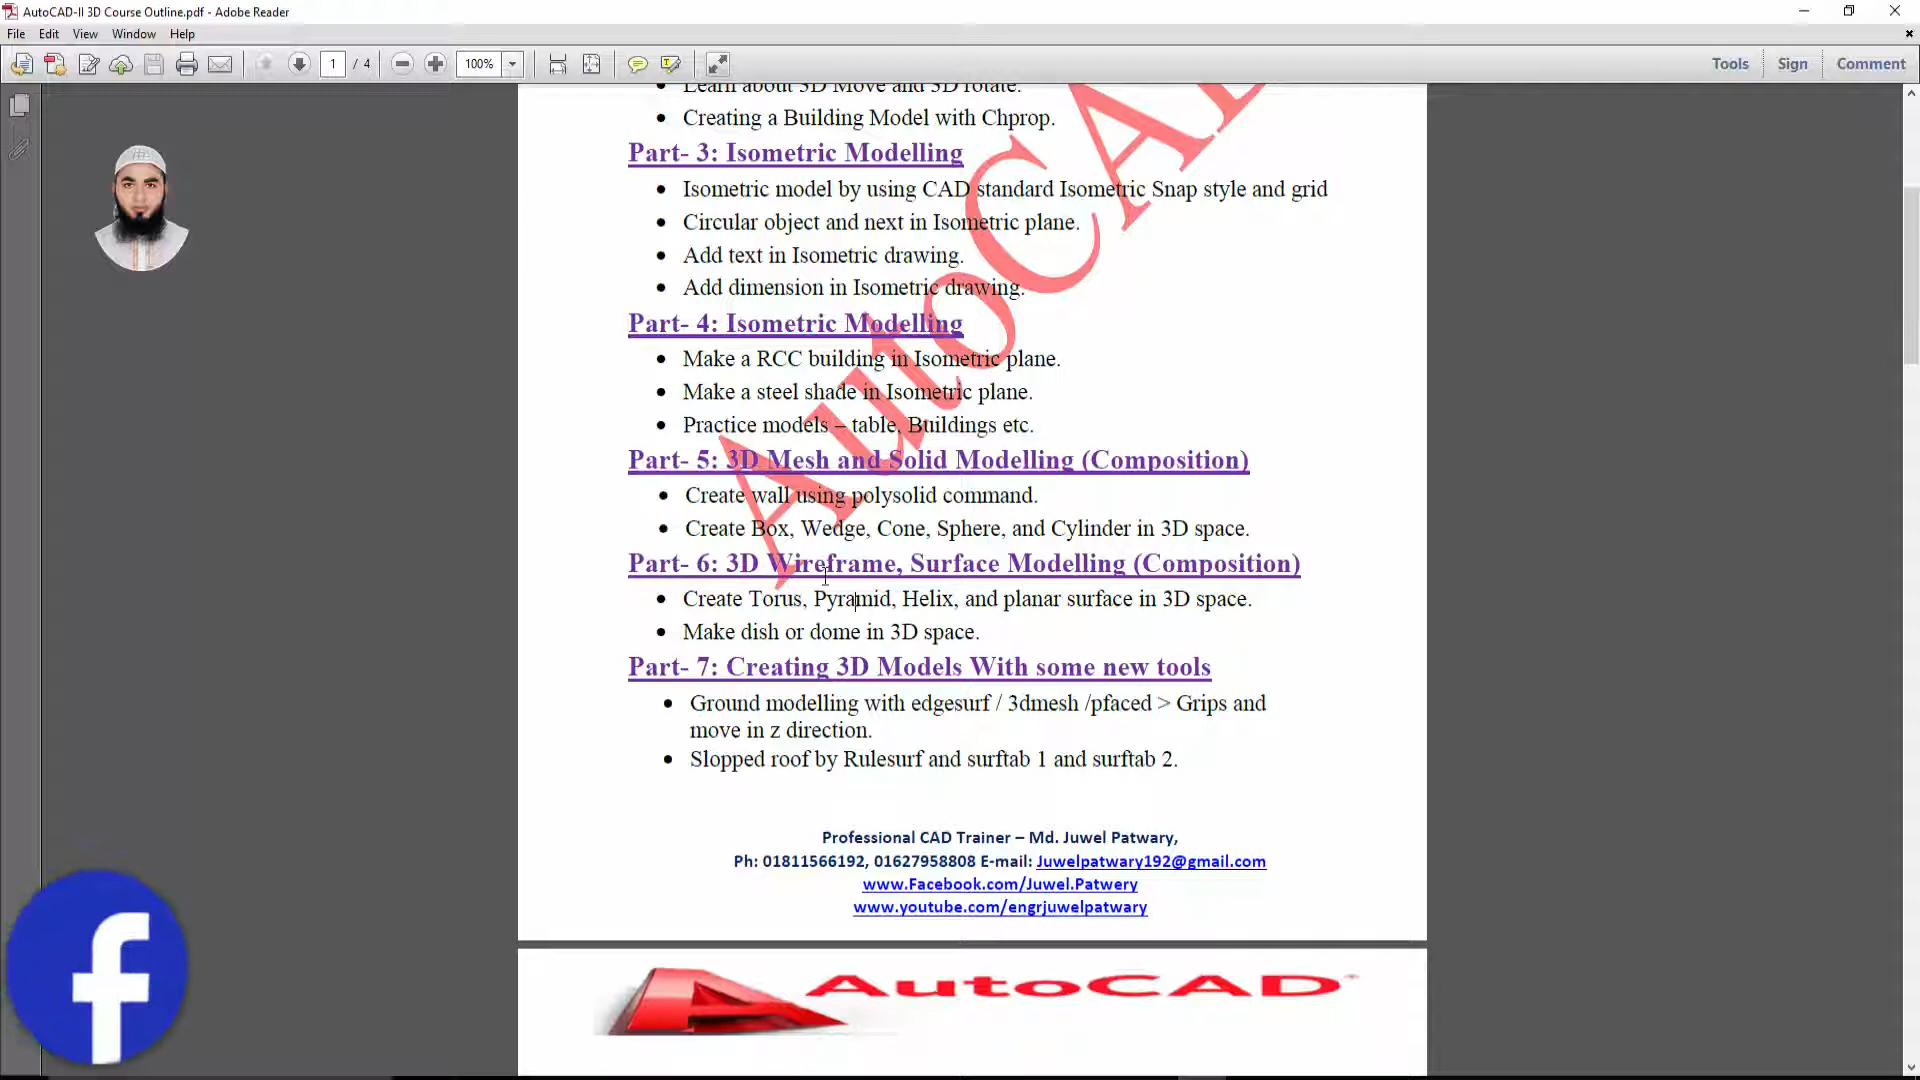 AutoCAD-II 3D Course Outline.pdf - Adobe Reader
File Edit View Window Help
1 / 4 100% Tools Sign Comment
Learn about 3D Move and 3D rotate.
• Creating a Building Model with Chprop.
Part- 3: Isometric Modelling
• Isometric model by using CAD standard Isometric Snap style and grid
• Circular object and next in Isometric plane.
• Add text in Isometric drawing.
• Add dimension in Isometric drawing.
Part- 4: Isometric Modelling
• Make a RCC building in Isometric plane.
• Make a steel shade in Isometric plane.
• Practice models – table, Buildings etc.
Part- 5: 3D Mesh and Solid Modelling (Composition)
• Create wall using polysolid command.
• Create Box, Wedge, Cone, Sphere, and Cylinder in 3D space.
Part- 6: 3D Wireframe, Surface Modelling (Composition)
• Create Torus, Pyramid, Helix, and planar surface in 3D space.
• Make dish or dome in 3D space.
Part- 7: Creating 3D Models With some new tools
• Ground modelling with edgesurf / 3dmesh /pfaced > Grips and
move in z direction.
• Slopped roof by Rulesurf and surftab 1 and surftab 2.
AutoCAD
Professional CAD Trainer – Md. Juwel Patwary,
Ph: 01811566192, 01627958808 E-mail: Juwelpatwary192@gmail.com
www.Facebook.com/Juwel.Patwery
www.youtube.com/engrjuwelpatwary
f
AutoCAD